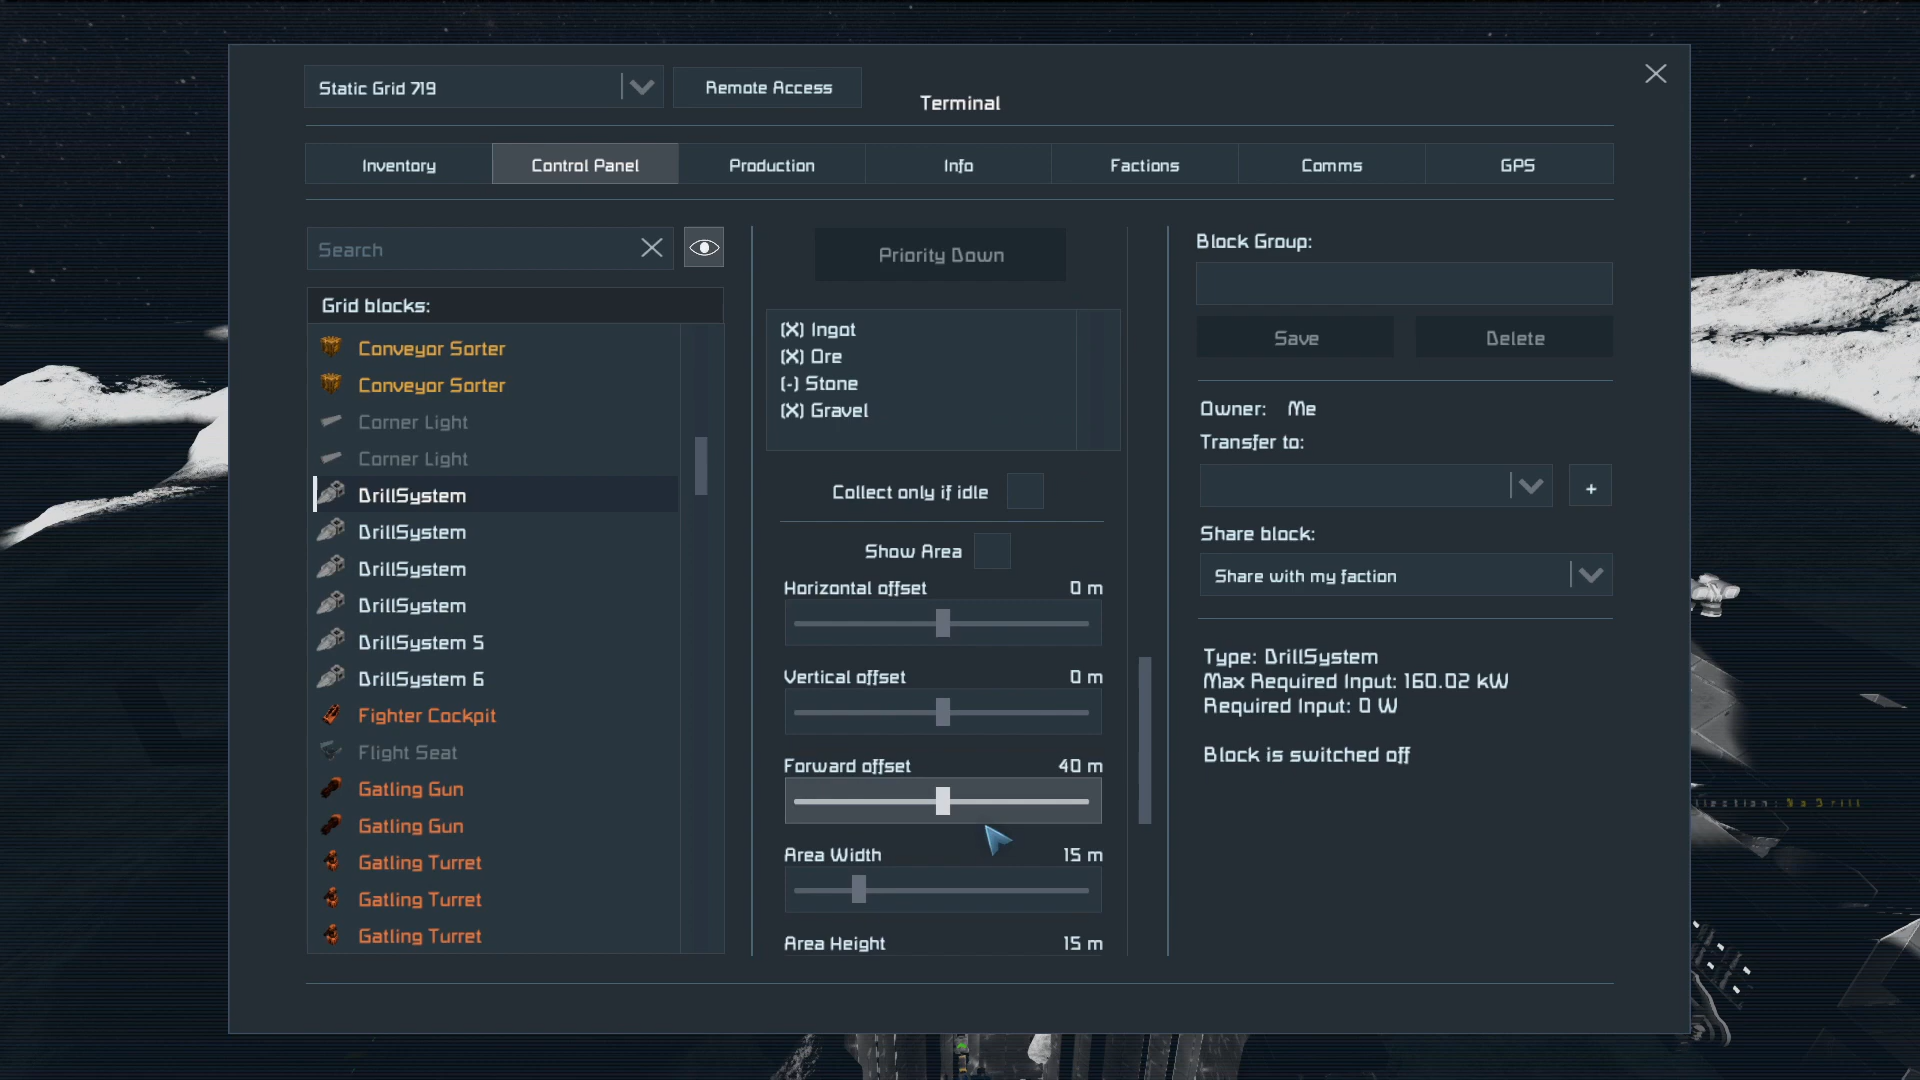 Static Grid 719
Remote Access
Terminal
Inventory
Control Panel
Production
Info
Factions
Comms
GPS
Search
Grid blocks:
Conveyor Sorter
Conveyor Sorter
Corner Light
Corner Light
DrillSystem
DrillSystem
DrillSystem
DrillSystem
DrillSystem 5
DrillSystem 6
Fighter Cockpit
Flight Seat
Gatling Gun
Gatling Gun
Gatling Turret
Gatling Turret
Gatling Turret
Priority Down
(X) Ingot
(X) Ore
(-) Stone
(X) Gravel
Collect only if idle
Show Area
Horizontal offset 0 m
Vertical offset 0 m
Forward offset 40 m
Area Width 15 m
Area Height 15 m
Block Group:
Save
Delete
Owner: Me
Transfer to:
+
Share block:
Share with my faction
Type: DrillSystem
Max Required Input: 160.02 kW
Required Input: 0 W
Block is switched off